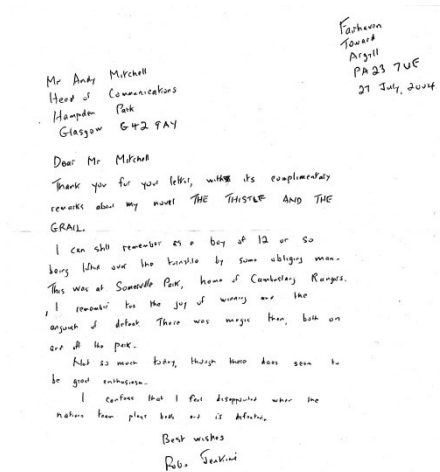 Fairhaven
Toward
Argyll
PA23 7UE
27 July, 2004
Mr Andy Mitchell
Head of Communications
Hampden Park
Glasgow G42 9AY
Dear Mr Mitchell
Thank you for your letter, with its complimentary
remarks about my novel THE THISTLE AND THE
GRAIL.
I can still remember as a boy of 12 or so
being lifted over the turnstile by some obliging man.
This was at Somervile Park, home of Cambuslang Rangers.
I remember too the joy of winning and the
anguish of defeat. There was magic then, both on
and off the park.
Not so much today, though there does seem to
be great enthusiasm.
I confess that I feel disappointed when the
nations team plays badly and is defeated.
Best wishes
Robin Jenkins